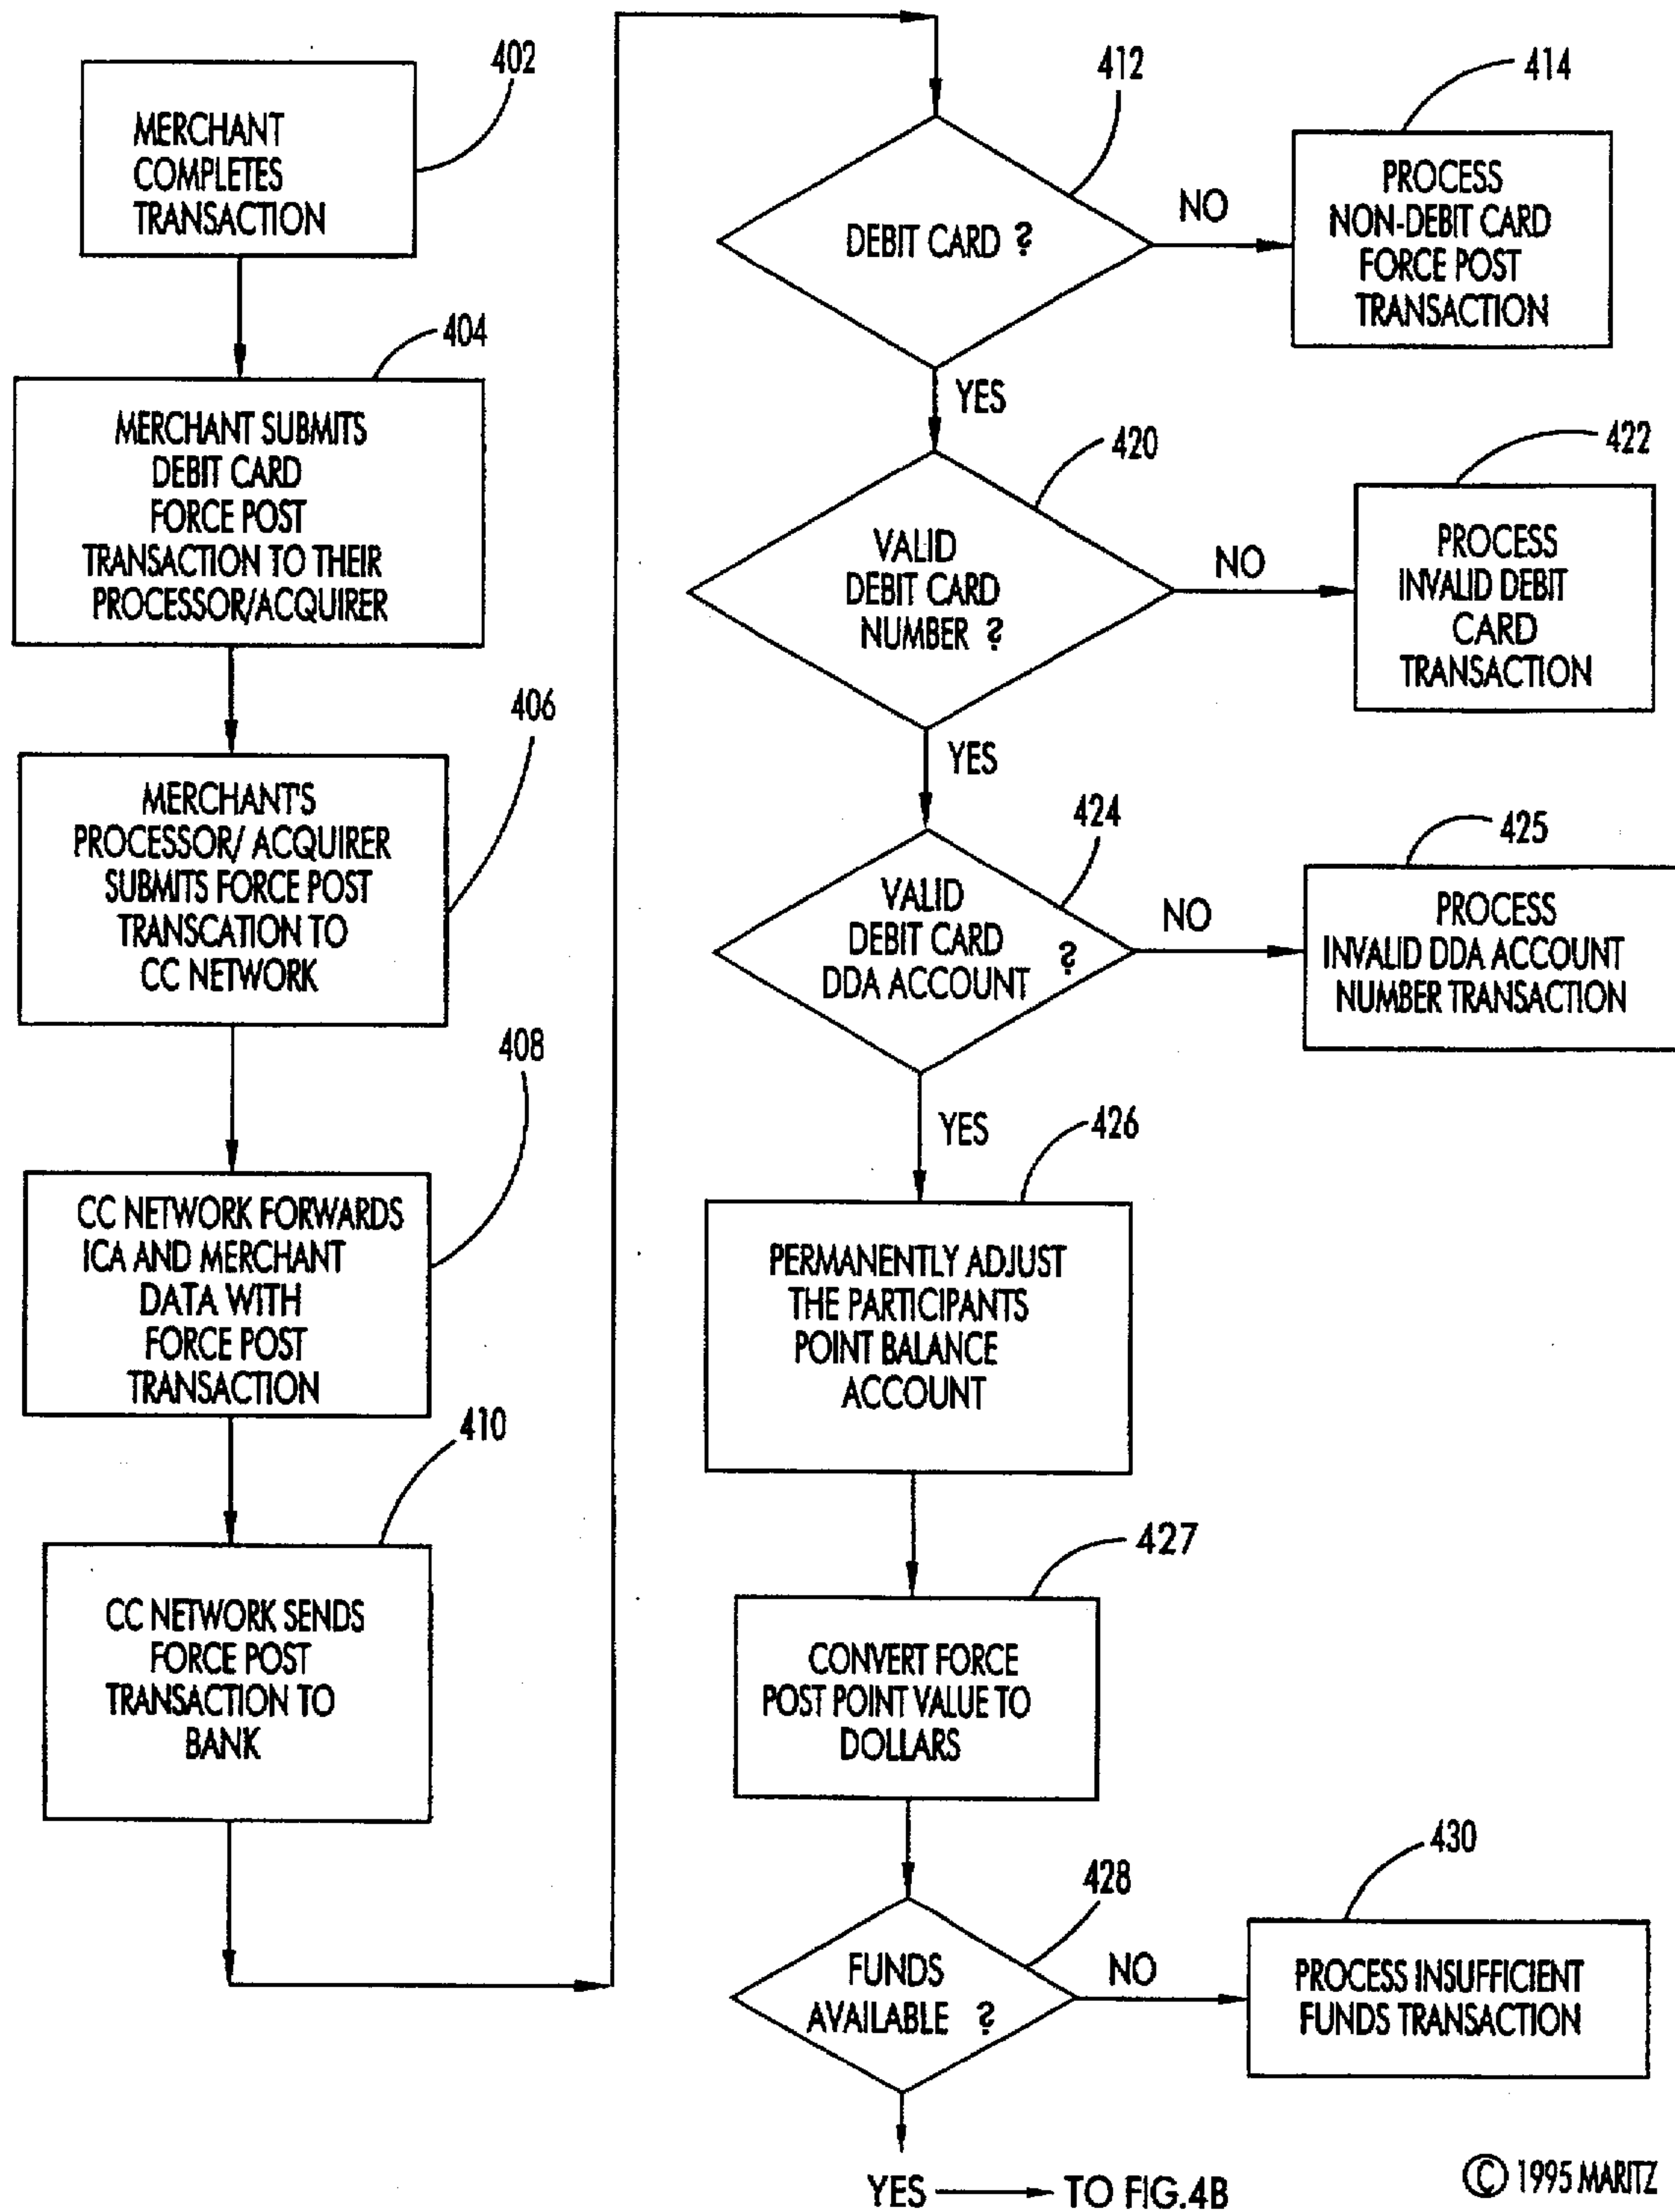 402
MERCHANT
COMPLETES
TRANSACTION
404
MERCHANT SUBMITS
DEBIT CARD
FORCE POST
TRANSACTION TO THEIR
PROCESSOR/ACQUIRER
406
MERCHANT'S
PROCESSOR/ ACQUIRER
SUBMITS FORCE POST
TRANSCATION TO
CC NETWORK
408
CC NETWORK FORWARDS
ICA AND MERCHANT
DATA WITH
FORCE POST
TRANSACTION
410
CC NETWORK SENDS
FORCE POST
TRANSACTION TO
BANK
412
DEBIT CARD ?
NO
414
PROCESS
NON-DEBIT CARD
FORCE POST
TRANSACTION
YES
420
VALID
DEBIT CARD
NUMBER ?
NO
422
PROCESS
INVALID DEBIT
CARD
TRANSACTION
YES
424
VALID
DEBIT CARD
DDA ACCOUNT ?
NO
425
PROCESS
INVALID DDA ACCOUNT
NUMBER TRANSACTION
YES
426
PERMANENTLY ADJUST
THE PARTICIPANTS
POINT BALANCE
ACCOUNT
427
CONVERT FORCE
POST POINT VALUE TO
DOLLARS
428
FUNDS
AVAILABLE ?
NO
430
PROCESS INSUFFICIENT
FUNDS TRANSACTION
YES TO FIG.4B
© 1995 MARITZ